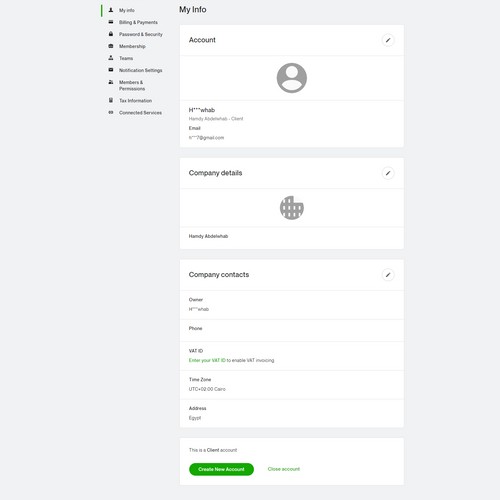 My info
Billing & Payments
Password & Security
Membership
Teams
Notification Settings
Members &
Permissions
Tax Information
Connected Services
My Info
Account
H***whab
Hamdy Abdelwhab - Client
Email
h***7@gmail.com
Company details
Hamdy Abdelwhab
Company contacts
Owner
H***whab
Phone
VAT ID
Enter your VAT ID to enable VAT invoicing.
Time Zone
UTC+02:00 Cairo
Address
Egypt
This is a Client account
Create New Account
Close account